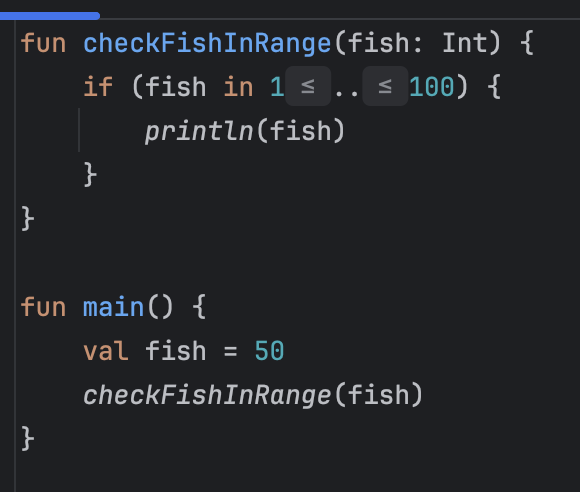 fun checkFishInRange(fish: Int) {
    if (fish in 1 ≤ .. ≤ 100) {
        println(fish)
    }
}

fun main() {
    val fish = 50
    checkFishInRange(fish)
}